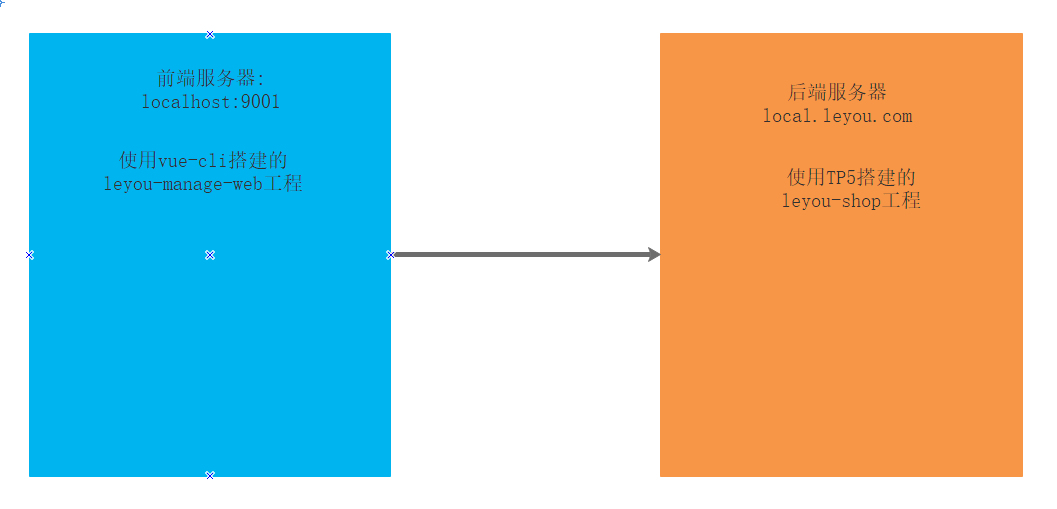 前端服务器:
localhost:9001
使用vue-cli搭建的
leyou-manage-web工程
后端服务器
local.leyou.com
使用TP5搭建的
leyou-shop工程